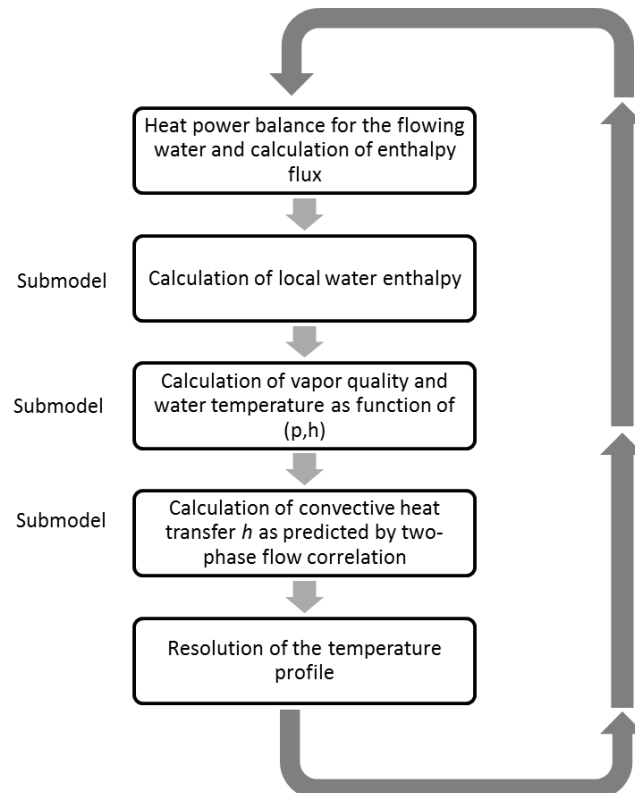 Heat power balance for the flowing
water and calculation of enthalpy
flux
Submodel
Calculation of local water enthalpy
Submodel
Calculation of vapor quality and
water temperature as function of
(p,h)
Submodel
Calculation of convective heat
transfer h as predicted by two-
phase flow correlation
Resolution of the temperature
profile